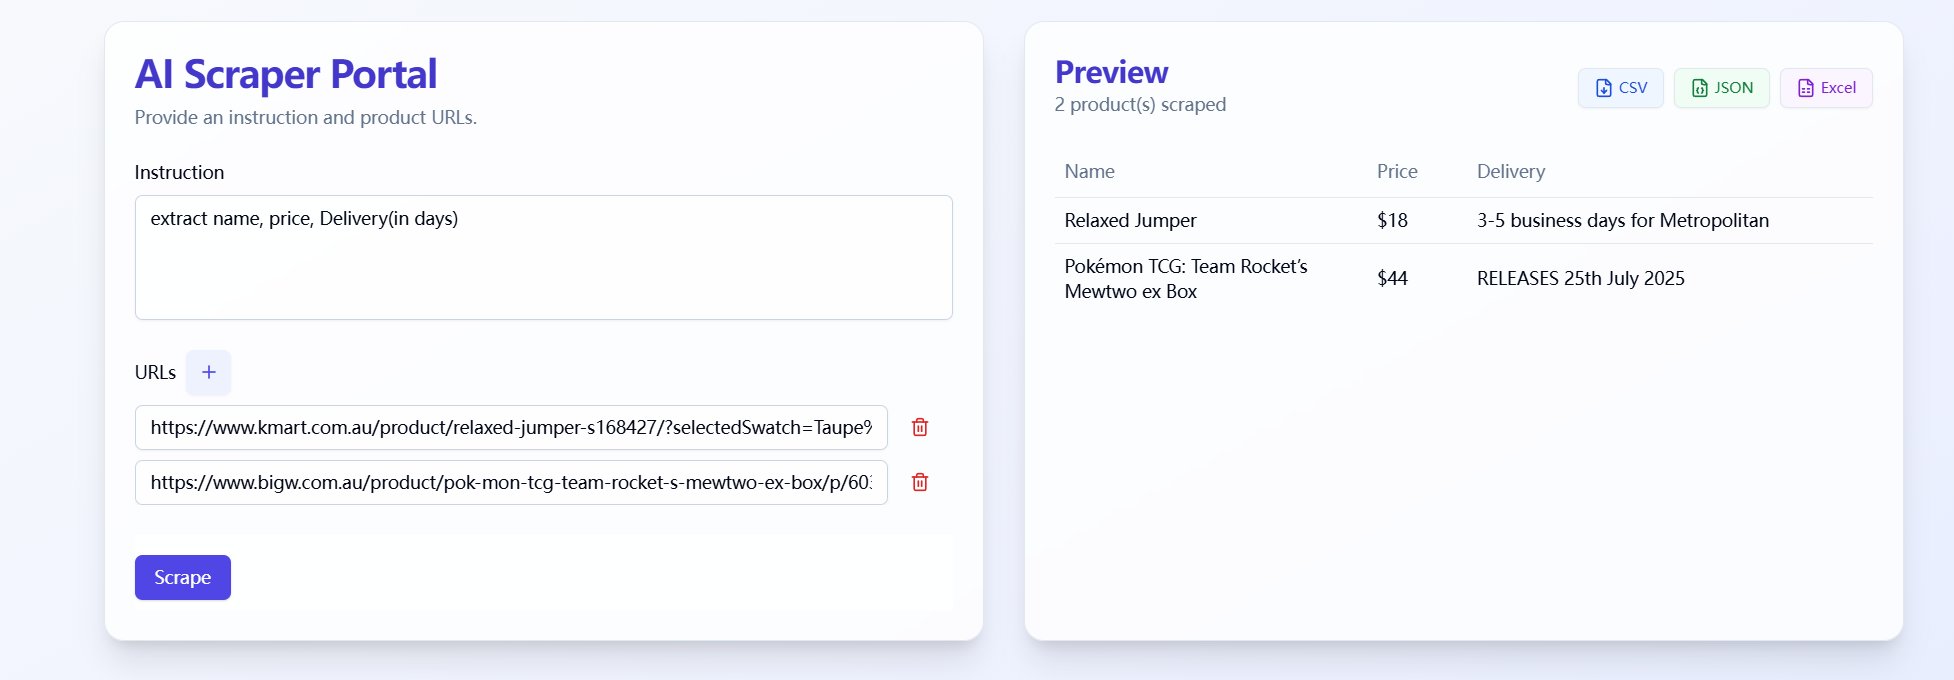 AI Scraper Portal
Provide an instruction and product URLs.
Instruction
extract name, price, Delivery(in days)
URLs +
https://www.kmart.com.au/product/relaxed-jumper-s168427/?selectedSwatch=Taupe%
https://www.bigw.com.au/product/pok-mon-tcg-team-rocket-s-mewtwo-ex-box/p/60
Scrape
Preview
2 product(s) scraped
CSV JSON Excel
Name Price Delivery
Relaxed Jumper $18 3-5 business days for Metropolitan
Pokémon TCG: Team Rocket’s
Mewtwo ex Box $44 RELEASES 25th July 2025